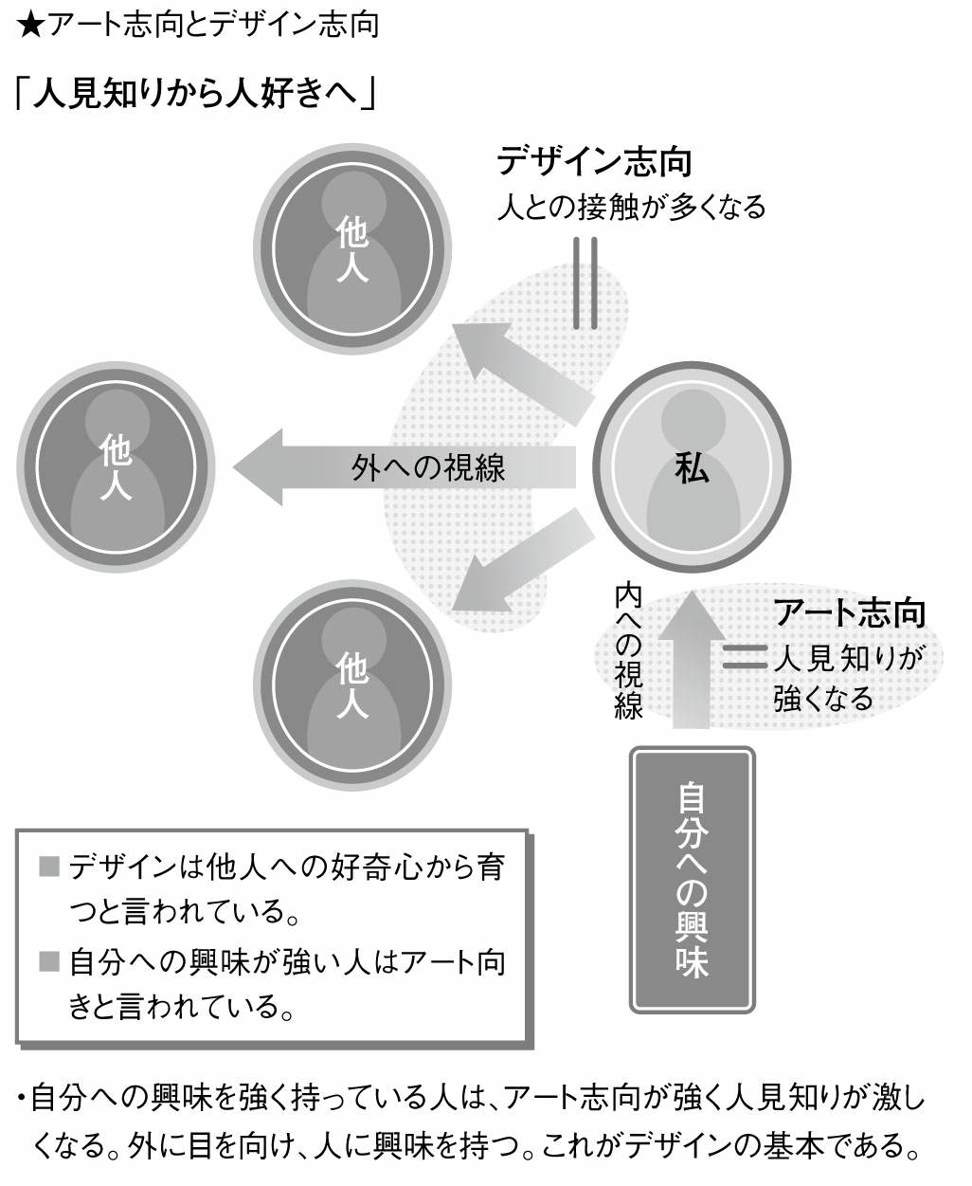 ★アート志向とデザイン志向
「人見知りから人好きへ」
デザイン志向
人との接触が多くなる
他人
他人
外への視線
私
他人
内への視線
アート志向
人見知りが
強くなる
自分への興味
■デザインは他人への好奇心から育
つと言われている。
■自分への興味が強い人はアート向
きと言われている。
・自分への興味を強く持っている人は、アート志向が強く人見知りが激し
くなる。外に目を向け、人に興味を持つ。これがデザインの基本である。